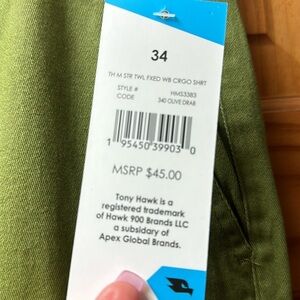 34
TH M STR TWL FXED WB CRGO SHRT
STYLE # HMS3383
CODE 340 OLIVE DRAB
1 95450 39903 0
MSRP $45.00
Tony Hawk is a
registered trademark
of Hawk 900 Brands LLC
a subsidiary of
Apex Global Brands.